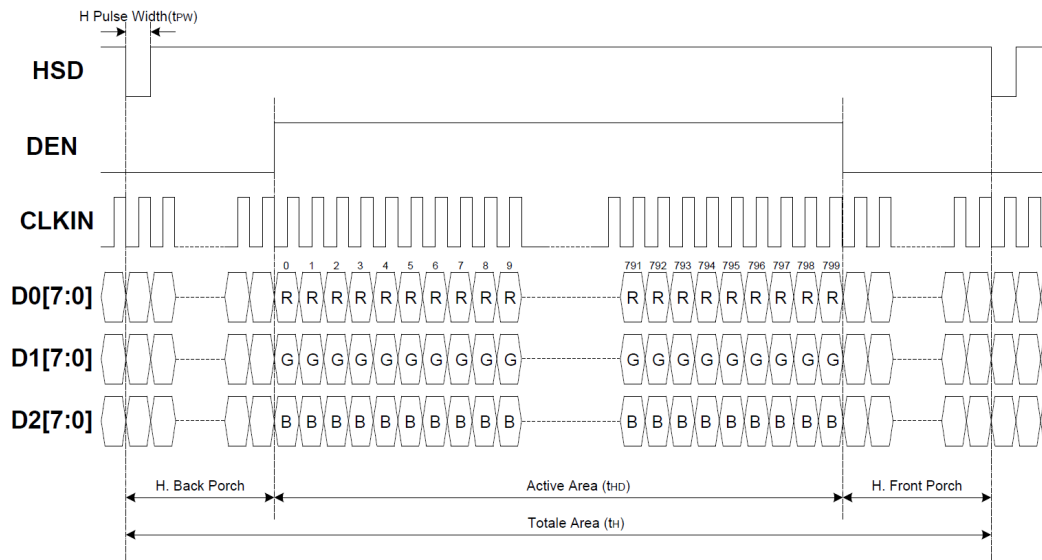 H Pulse Width(tPW)
HSD
DEN
CLKIN
0 1 2 3 4 5 6 7 8 9 791 792 793 794 795 796 797 798 799
D0[7:0] R R R R R R R R R R R R R R R R R R R
D1[7:0] G G G G G G G G G G G G G G G G G G G
D2[7:0] B B B B B B B B B B B B B B B B B B B
H. Back Porch Active Area (tHD) H. Front Porch
Totale Area (tH)